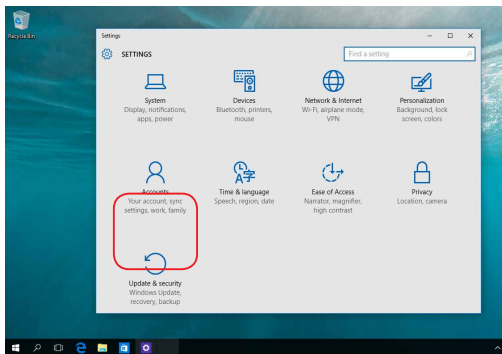 Recycle Bin
Settings
SETTINGS
Find a setting
System
Display, notifications,
apps, power
Devices
Bluetooth, printers,
mouse
Network & Internet
Wi-Fi, airplane mode,
VPN
Personalization
Background, lock
screen, colors
Accounts
Your account, sync
settings, work, family
Time & language
Speech, region, date
Ease of Access
Narrator, magnifier,
high contrast
Privacy
Location, camera
Update & security
Windows Update,
recovery, backup